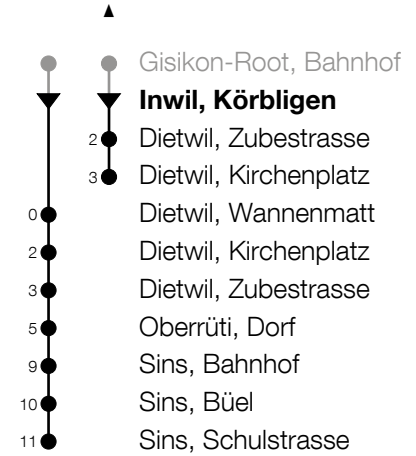 Gisikon-Root, Bahnhof
Inwil, Körbligen
2 Dietwil, Zubestrasse
3 Dietwil, Kirchenplatz
0 Dietwil, Wannenmatt
2 Dietwil, Kirchenplatz
3 Dietwil, Zubestrasse
5 Oberrüti, Dorf
9 Sins, Bahnhof
10 Sins, Büel
11 Sins, Schulstrasse